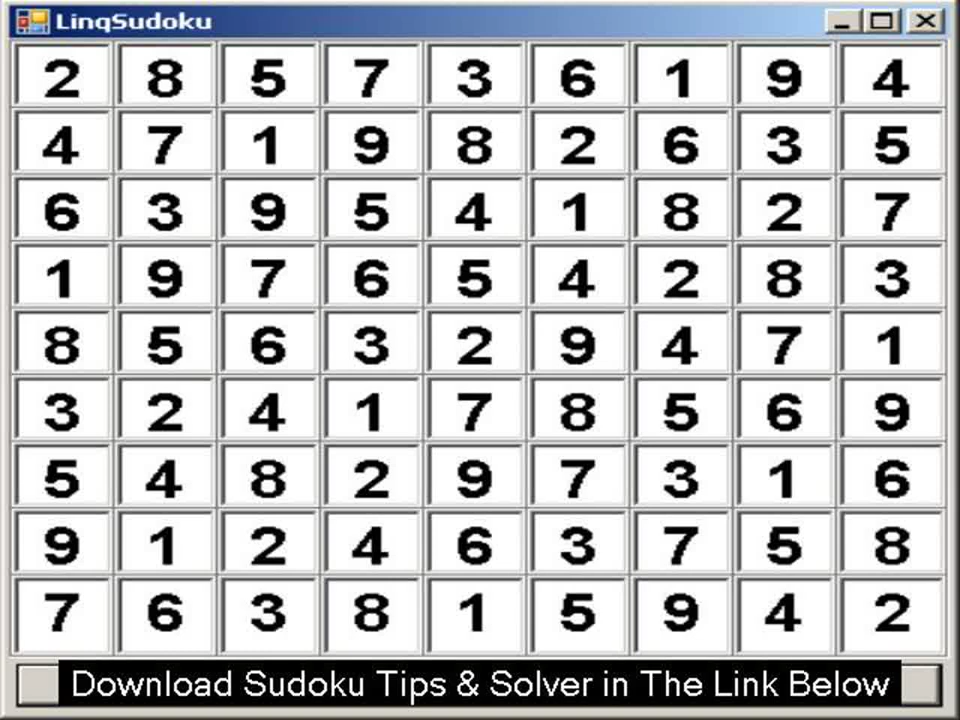 LinqSudoku
2 8 5 7 3 6 1 9 4
4 7 1 9 8 2 6 3 5
6 3 9 5 4 1 8 2 7
1 9 7 6 5 4 2 8 3
8 5 6 3 2 9 4 7 1
3 2 4 1 7 8 5 6 9
5 4 8 2 9 7 3 1 6
9 1 2 4 6 3 7 5 8
7 6 3 8 1 5 9 4 2
Download Sudoku Tips & Solver in The Link Below